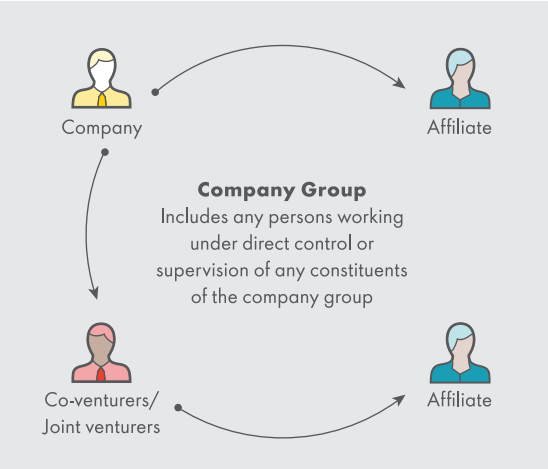 Company
Affiliate
Company Group
Includes any persons working
under direct control or
supervision of any constituents
of the company group
Co-venturers/
Joint venturers
Affiliate